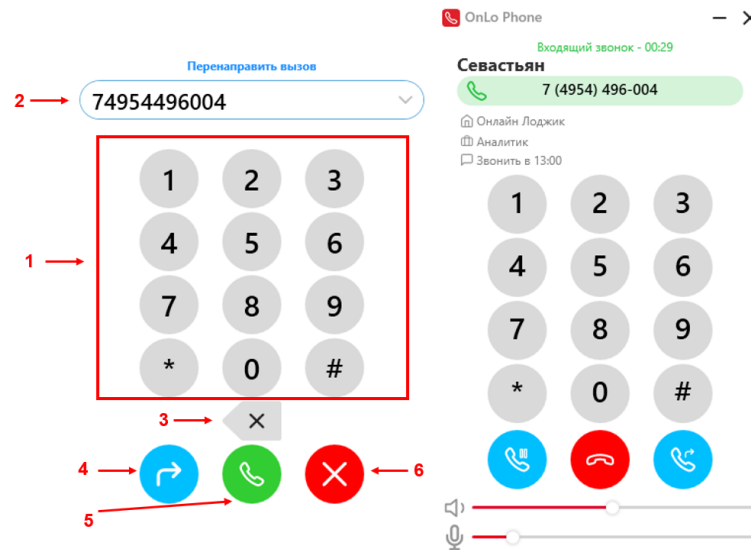 Перенаправить вызов
2
74954496004
1
1 2 3
4 5 6
7 8 9
* 0 #
3
4
5
6
OnLo Phone
Входящий звонок - 00:29
Севастьян
7 (4954) 496-004
Онлайн Лоджик
Аналитик
Звонить в 13:00
1 2 3
4 5 6
7 8 9
* 0 #